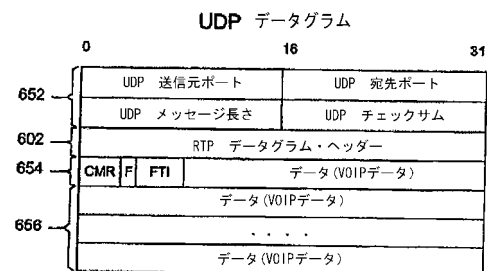 UDP データグラム
0 16 31
652 UDP 送信元ポート UDP 宛先ポート
UDP メッセージ長さ UDP チェックサム
602 RTP データグラム・ヘッダー
654 CMR F FTI データ(VOIPデータ)
データ(VOIPデータ)
656 ・・・・
データ(VOIPデータ)